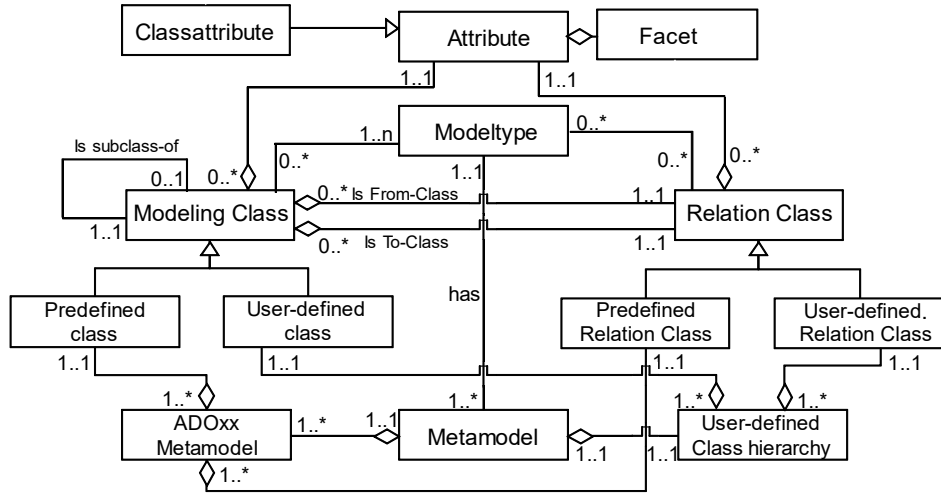 Classattribute
Attribute
Facet
1..1
1..1
Is subclass-of
1..n
Modeltype
0..*
0..1
0..*
0..*
1..1
0..*
0..*
Modeling Class
0..*
Is From-Class
1..1
Relation Class
1..1
0..*
Is To-Class
1..1
Predefined
class
User-defined
class
has
Predefined
Relation Class
User-defined.
Relation Class
1..1
1..1
1..1
1..1
1..*
1..*
1..*
1..*
ADOxx
Metamodel
1..*
1..1
Metamodel
1..1
1..1
User-defined
Class hierarchy
1..*